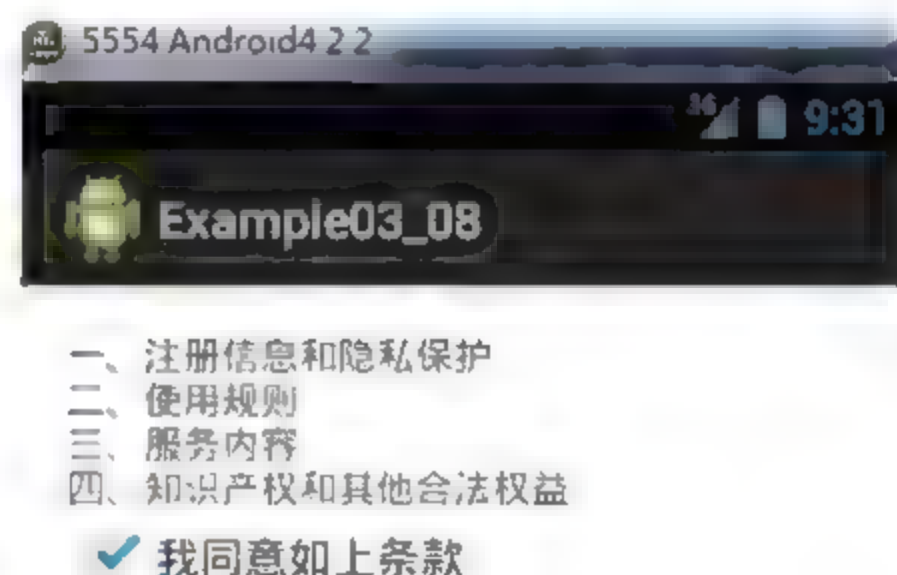 5554 Android4 2 2
3G 9:31
Example03_08
一、注册信息和隐私保护
二、使用规则
三、服务内容
四、知识产权和其他合法权益
我同意如上条款